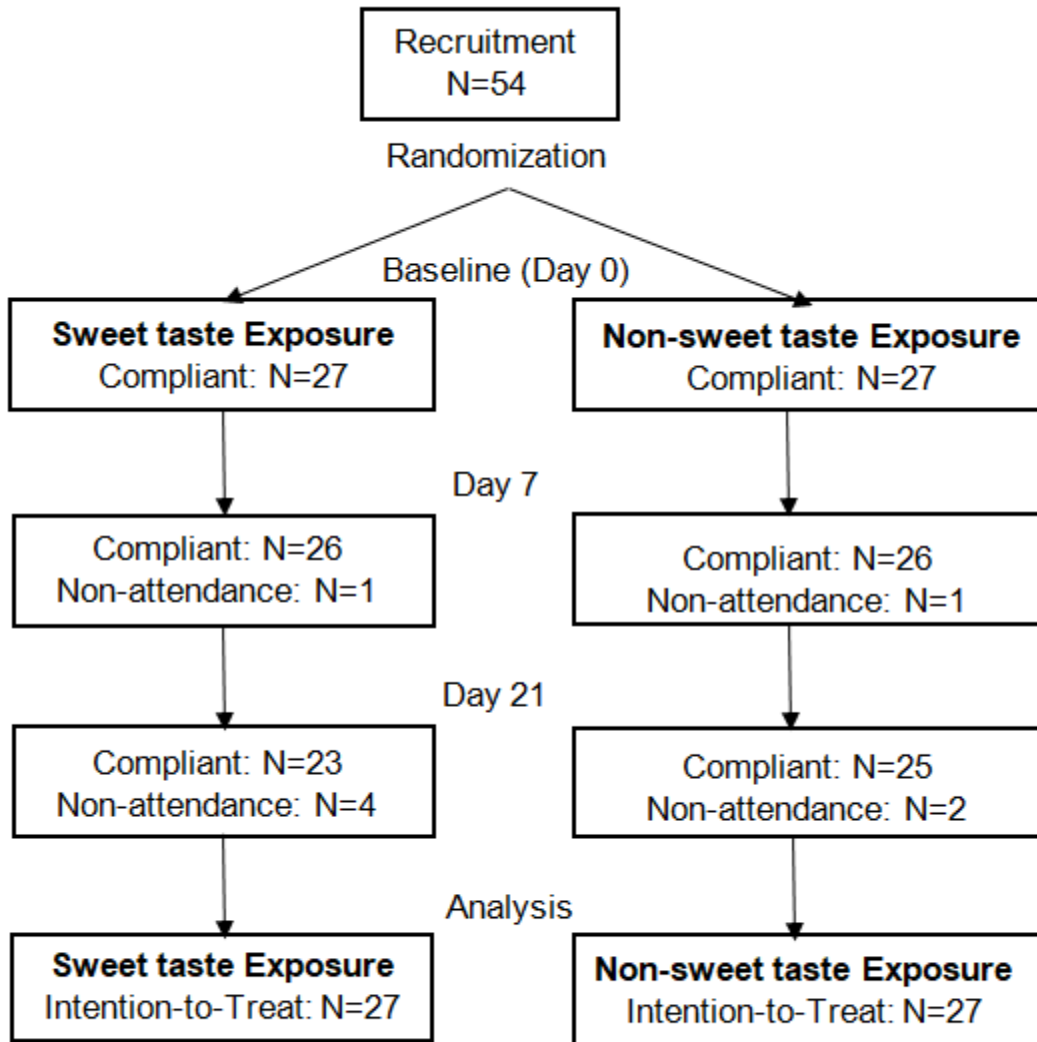 Recruitment
N=54
Randomization
Baseline (Day 0)
Sweet taste Exposure
Compliant: N=27
Non-sweet taste Exposure
Compliant: N=27
Day 7
Compliant: N=26
Non-attendance: N=1
Compliant: N=26
Non-attendance: N=1
Day 21
Compliant: N=23
Non-attendance: N=4
Compliant: N=25
Non-attendance: N=2
Analysis
Sweet taste Exposure
Intention-to-Treat: N=27
Non-sweet taste Exposure
Intention-to-Treat: N=27